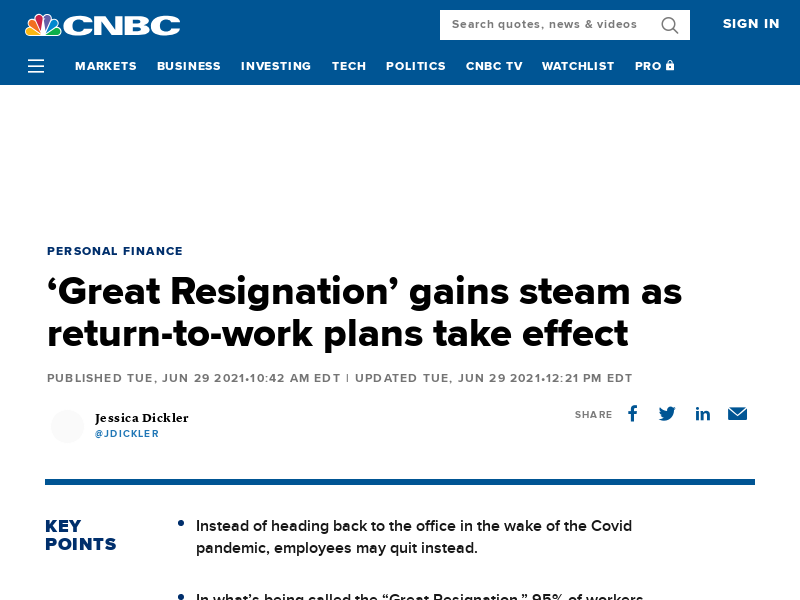 CNBC
Search quotes, news & videos
SIGN IN
MARKETS BUSINESS INVESTING TECH POLITICS CNBC TV WATCHLIST PRO
PERSONAL FINANCE
‘Great Resignation’ gains steam as
return-to-work plans take effect
PUBLISHED TUE, JUN 29 2021•10:42 AM EDT | UPDATED TUE, JUN 29 2021•12:21 PM EDT
Jessica Dickler
@JDICKLER
SHARE
KEY
POINTS
Instead of heading back to the office in the wake of the Covid
pandemic, employees may quit instead.
In what’s being called the “Great Resignation,” 95% of workers